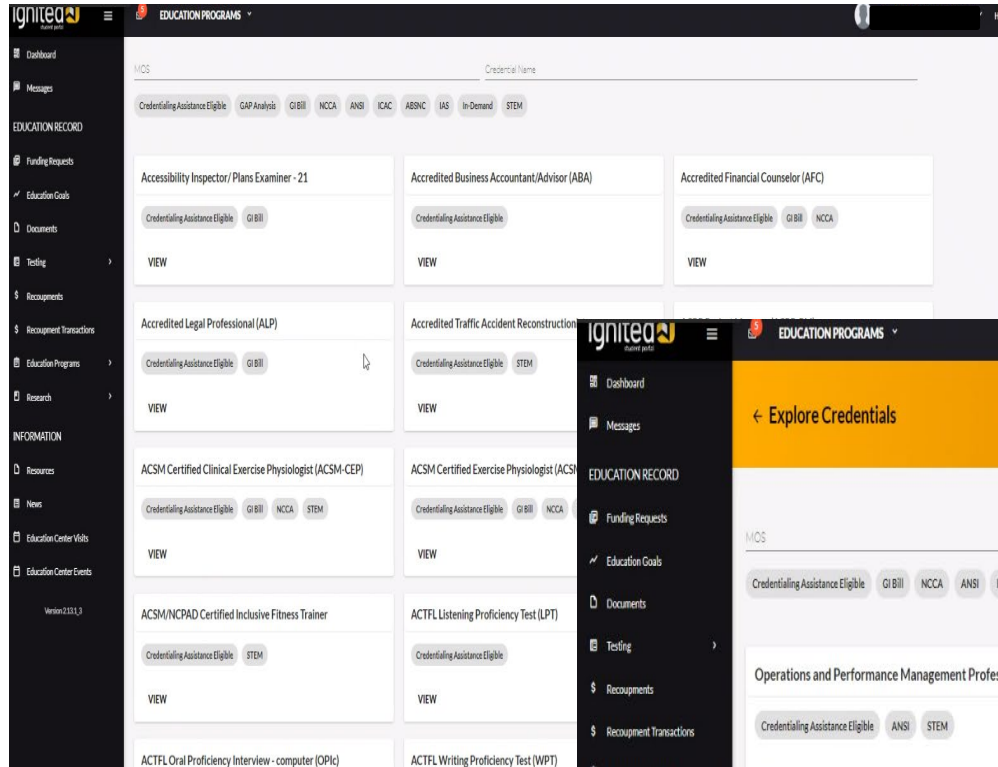 ignited
student portal
5
EDUCATION PROGRAMS
Dashboard
Messages
EDUCATION RECORD
Funding Requests
Education Goals
Documents
Testing
$ Recoupments
$ Recoupment Transactions
Education Programs
Research
INFORMATION
Resources
News
Education Center Visits
Education Center Events
Version 2.13.1_3
MOS
Credential Name
Credentialing Assistance Eligible GAP Analysis GI Bill NCCA ANSI ICAC ABSNC IAS In-Demand STEM
Accessibility Inspector/ Plans Examiner - 21
Credentialing Assistance Eligible GI Bill
VIEW
Accredited Business Accountant/Advisor (ABA)
Credentialing Assistance Eligible
VIEW
Accredited Financial Counselor (AFC)
Credentialing Assistance Eligible GI Bill NCCA
VIEW
Accredited Legal Professional (ALP)
Credentialing Assistance Eligible GI Bill
VIEW
Accredited Traffic Accident Reconstruction
Credentialing Assistance Eligible STEM
VIEW
ACSM Certified Clinical Exercise Physiologist (ACSM-CEP)
Credentialing Assistance Eligible GI Bill NCCA STEM
VIEW
ACSM Certified Exercise Physiologist (ACSM
Credentialing Assistance Eligible GI Bill NCCA
VIEW
ACSM/NCPAD Certified Inclusive Fitness Trainer
Credentialing Assistance Eligible STEM
VIEW
ACTFL Listening Proficiency Test (LPT)
Credentialing Assistance Eligible
VIEW
ACTFL Oral Proficiency Interview - computer (OPIc)
ACTFL Writing Proficiency Test (WPT)
ignited
student portal
5
EDUCATION PROGRAMS
Dashboard
Messages
EDUCATION RECORD
Funding Requests
Education Goals
Documents
Testing
$ Recoupments
$ Recoupment Transactions
← Explore Credentials
MOS
Credentialing Assistance Eligible GI Bill NCCA ANSI
Operations and Performance Management Profes
Credentialing Assistance Eligible ANSI STEM